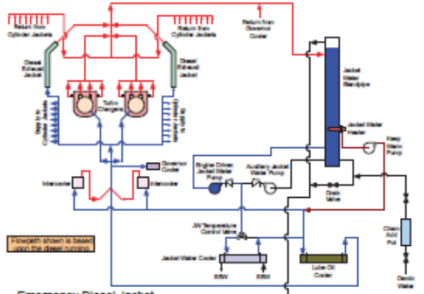 Return from
Cylinder Jackets
Return from
Governor
Cooler
Return from
Cylinder Jackets
Diesel
Exhaust
Jacket
Diesel
Exhaust
Jacket
Turbo
Chargers
Supply to
Cylinder Jackets
Supply to
Cylinder Jackets
Jacket
Water
Standpipe
Jacket Water
Heater
Keep
Warm
Pump
Governor
Cooler
Engine Driven
Jacket Water
Pump
Auxiliary Jacket
Water Pump
Intercooler
Intercooler
Drain
Valve
JW Temperature
Control Valve
Chem
Add
Pot
Flowpath shown is based
upon the diesel running.
Jacket Water Cooler
Lube Oil
Cooler
Demin
Water
Emergency Diesel Jacket